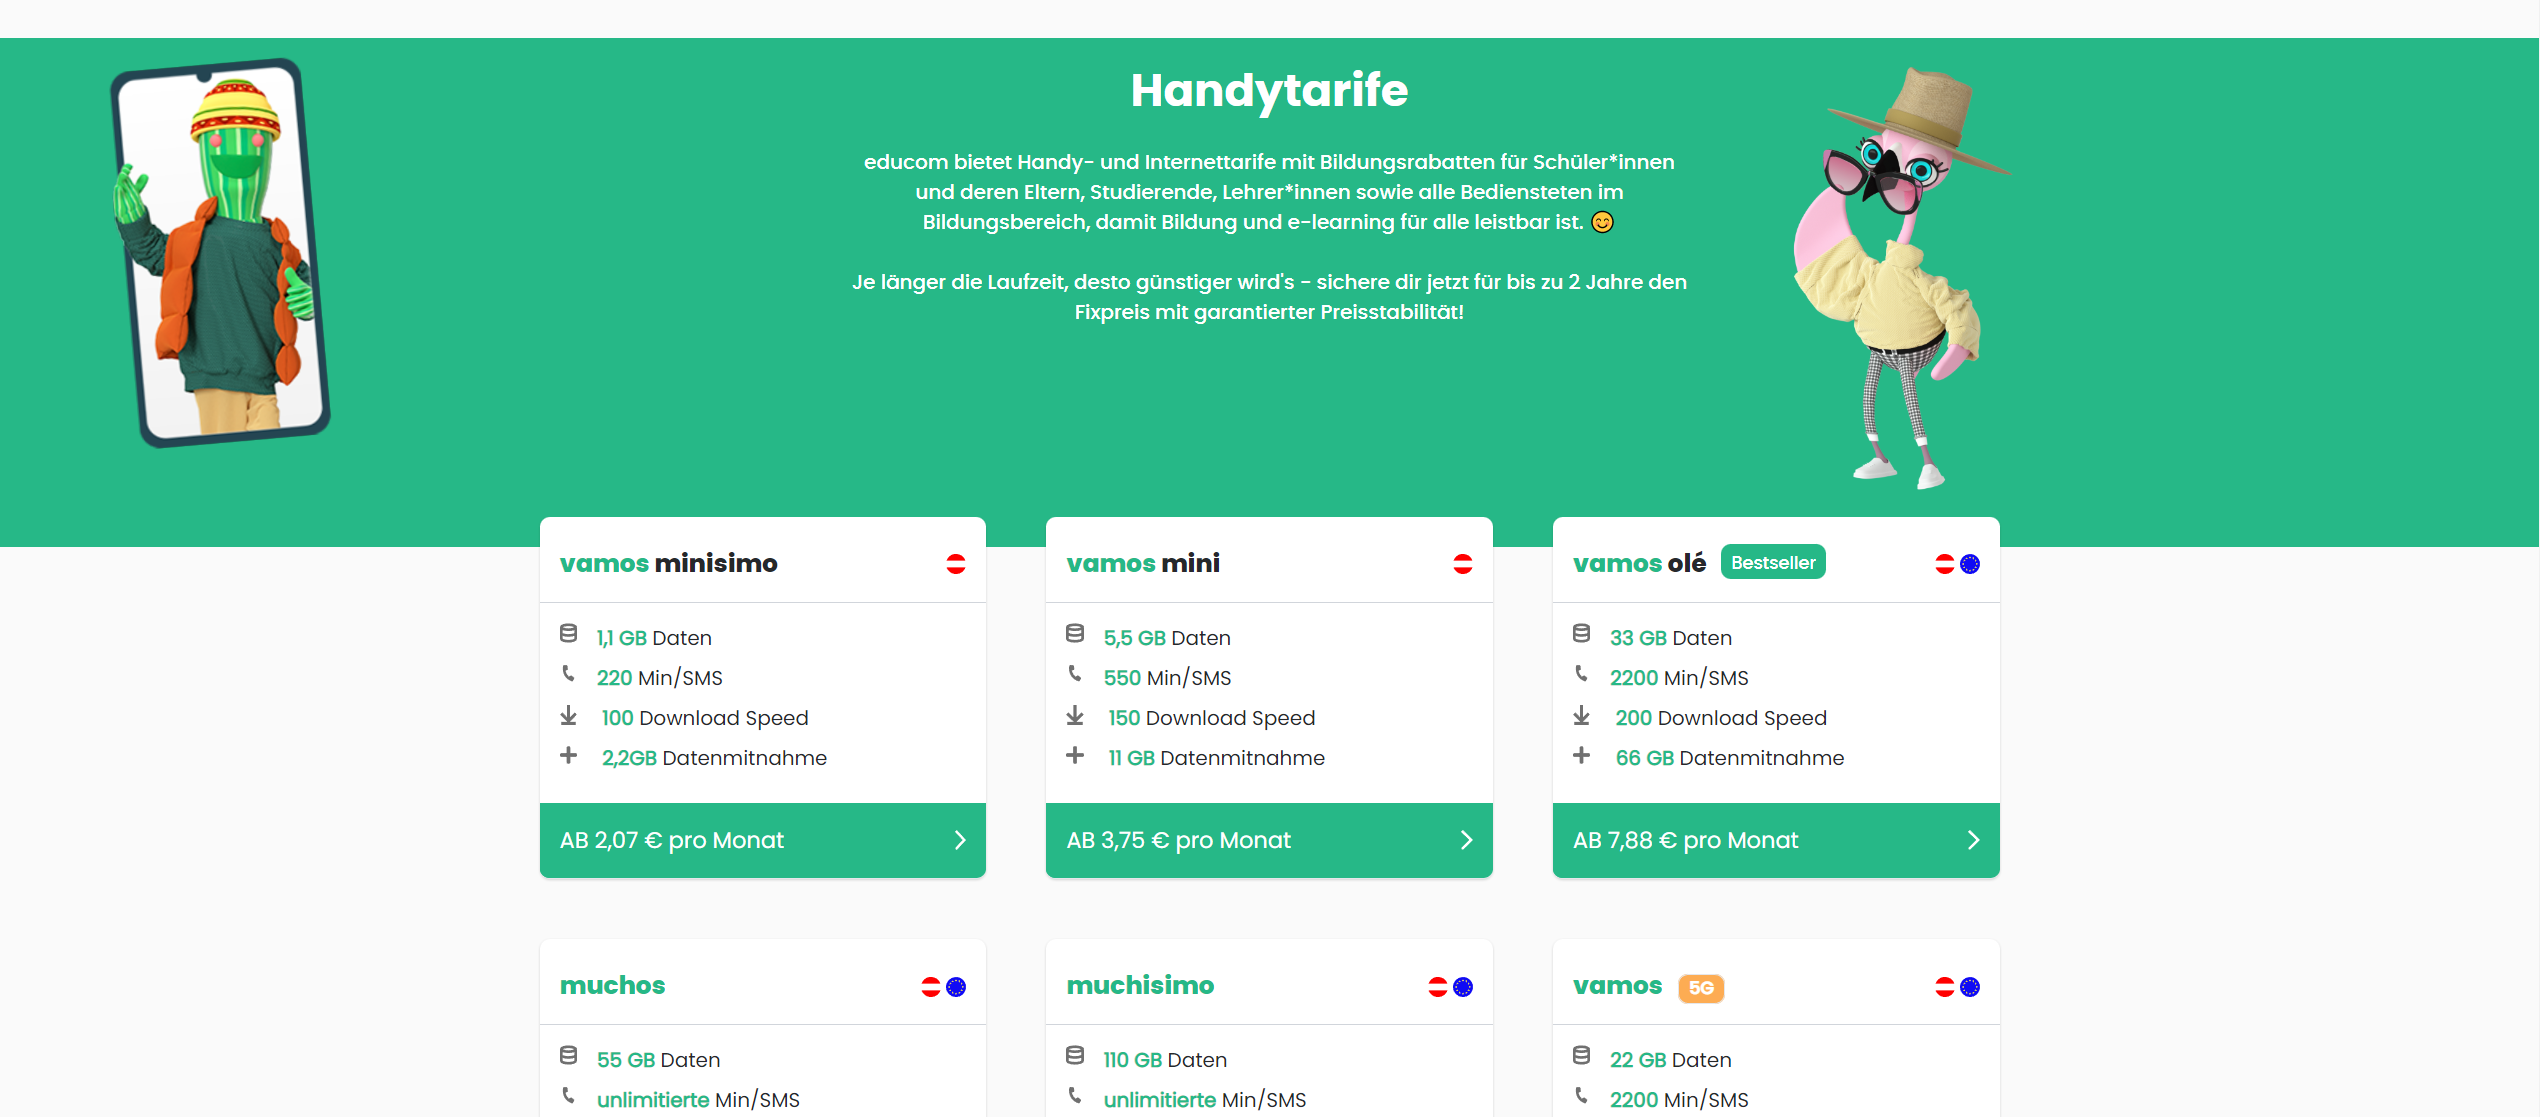 Handytarife
educom bietet Handy- und Internettarife mit Bildungsrabatten für Schüler*innen
und deren Eltern, Studierende, Lehrer*innen sowie alle Bediensteten im
Bildungsbereich, damit Bildung und e-learning für alle leistbar ist. 😊
Je länger die Laufzeit, desto günstiger wird's - sichere dir jetzt für bis zu 2 Jahre den
Fixpreis mit garantierter Preisstabilität!
vamos minisimo
1,1 GB Daten
220 Min/SMS
100 Download Speed
2,2GB Datenmitnahme
AB 2,07 € pro Monat
vamos mini
5,5 GB Daten
550 Min/SMS
150 Download Speed
11 GB Datenmitnahme
AB 3,75 € pro Monat
vamos olé Bestseller
33 GB Daten
2200 Min/SMS
200 Download Speed
66 GB Datenmitnahme
AB 7,88 € pro Monat
muchos
55 GB Daten
unlimitierte Min/SMS
muchisimo
110 GB Daten
unlimitierte Min/SMS
vamos 5G
22 GB Daten
2200 Min/SMS